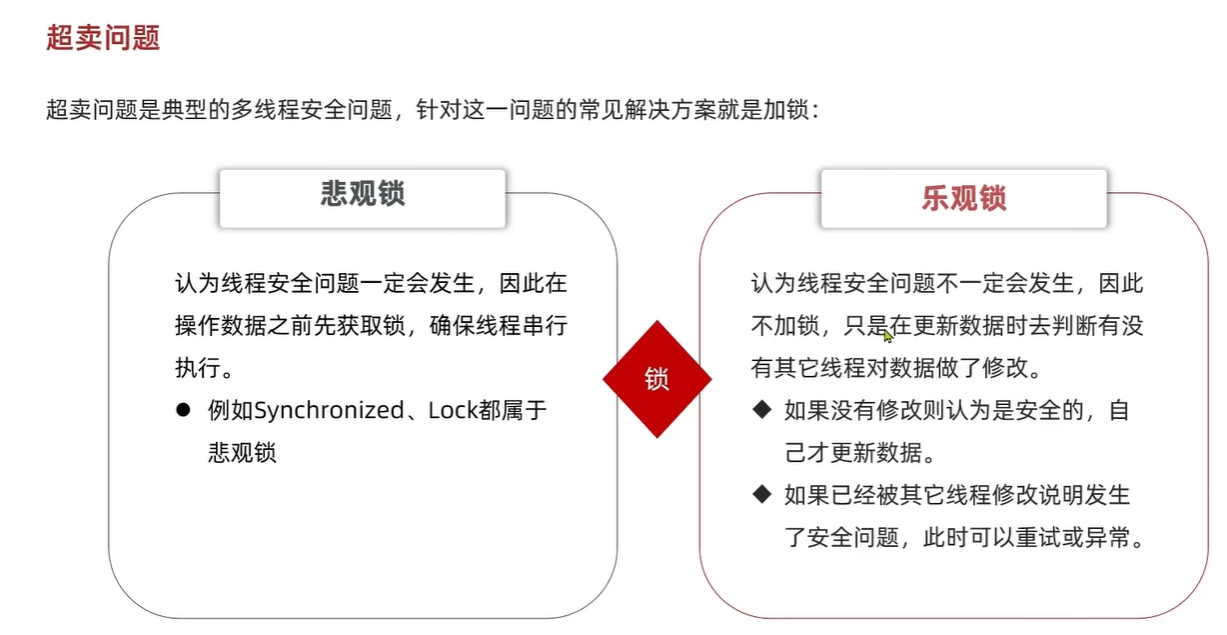 超卖问题
超卖问题是典型的多线程安全问题，针对这一问题的常见解决方案就是加锁：
悲观锁
认为线程安全问题一定会发生，因此在
操作数据之前先获取锁，确保线程串行
执行。
● 例如Synchronized、Lock都属于
悲观锁
锁
乐观锁
认为线程安全问题不一定会发生，因此
不加锁，只是在更新数据时去判断有没
有其它线程对数据做了修改。
◆ 如果没有修改则认为是安全的，自
己才更新数据。
◆ 如果已经被其它线程修改说明发生
了安全问题，此时可以重试或异常。